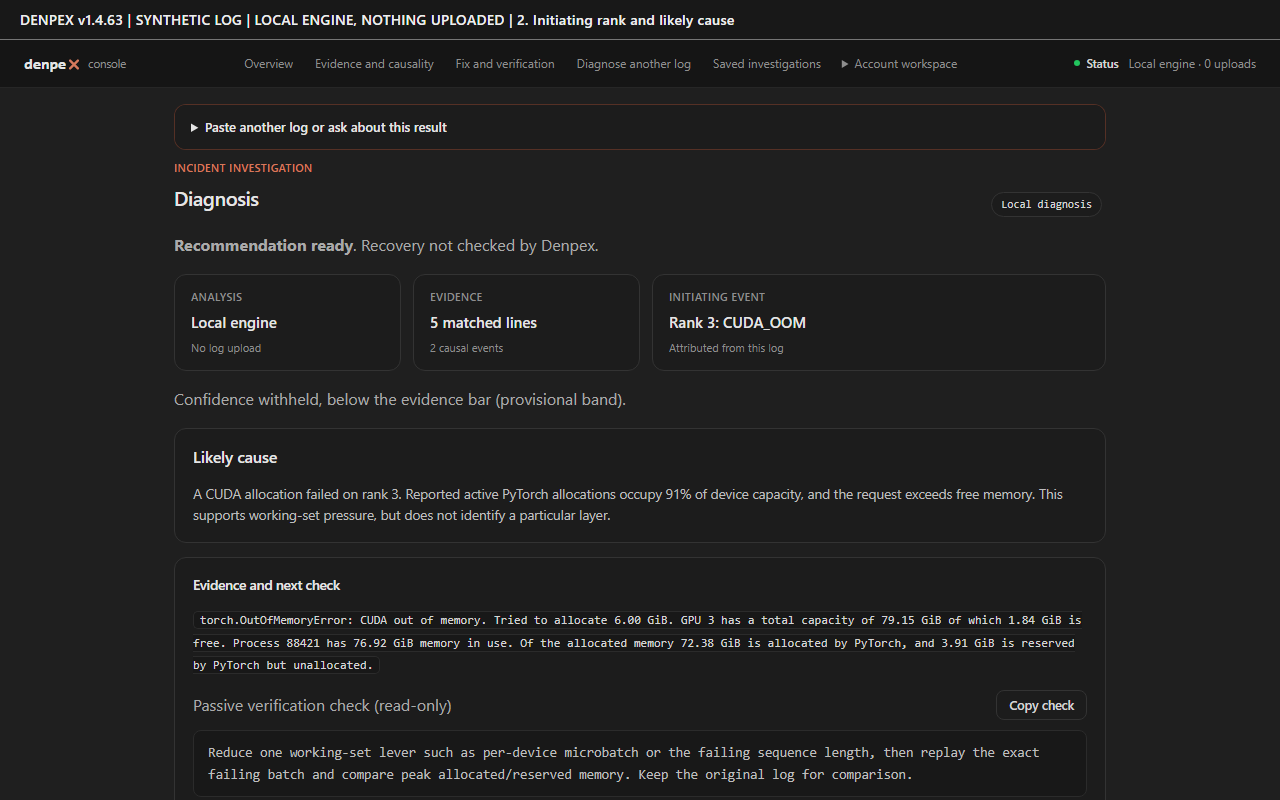 DENPEX v1.4.63 | SYNTHETIC LOG | LOCAL ENGINE, NOTHING UPLOADED | 2. Initiating rank and likely cause
denpex console Overview Evidence and causality Fix and verification Diagnose another log Saved investigations ▶ Account workspace Status Local engine · 0 uploads
▶ Paste another log or ask about this result
INCIDENT INVESTIGATION
Diagnosis
Local diagnosis
Recommendation ready. Recovery not checked by Denpex.
ANALYSIS
Local engine
No log upload
EVIDENCE
5 matched lines
2 causal events
INITIATING EVENT
Rank 3: CUDA_OOM
Attributed from this log
Confidence withheld, below the evidence bar (provisional band).
Likely cause
A CUDA allocation failed on rank 3. Reported active PyTorch allocations occupy 91% of device capacity, and the request exceeds free memory. This
supports working-set pressure, but does not identify a particular layer.
Evidence and next check
torch.OutOfMemoryError: CUDA out of memory. Tried to allocate 6.00 GiB. GPU 3 has a total capacity of 79.15 GiB of which 1.84 GiB is
free. Process 88421 has 76.92 GiB memory in use. Of the allocated memory 72.38 GiB is allocated by PyTorch, and 3.91 GiB is reserved
by PyTorch but unallocated.
Passive verification check (read-only)
Copy check
Reduce one working-set lever such as per-device microbatch or the failing sequence length, then replay the exact
failing batch and compare peak allocated/reserved memory. Keep the original log for comparison.